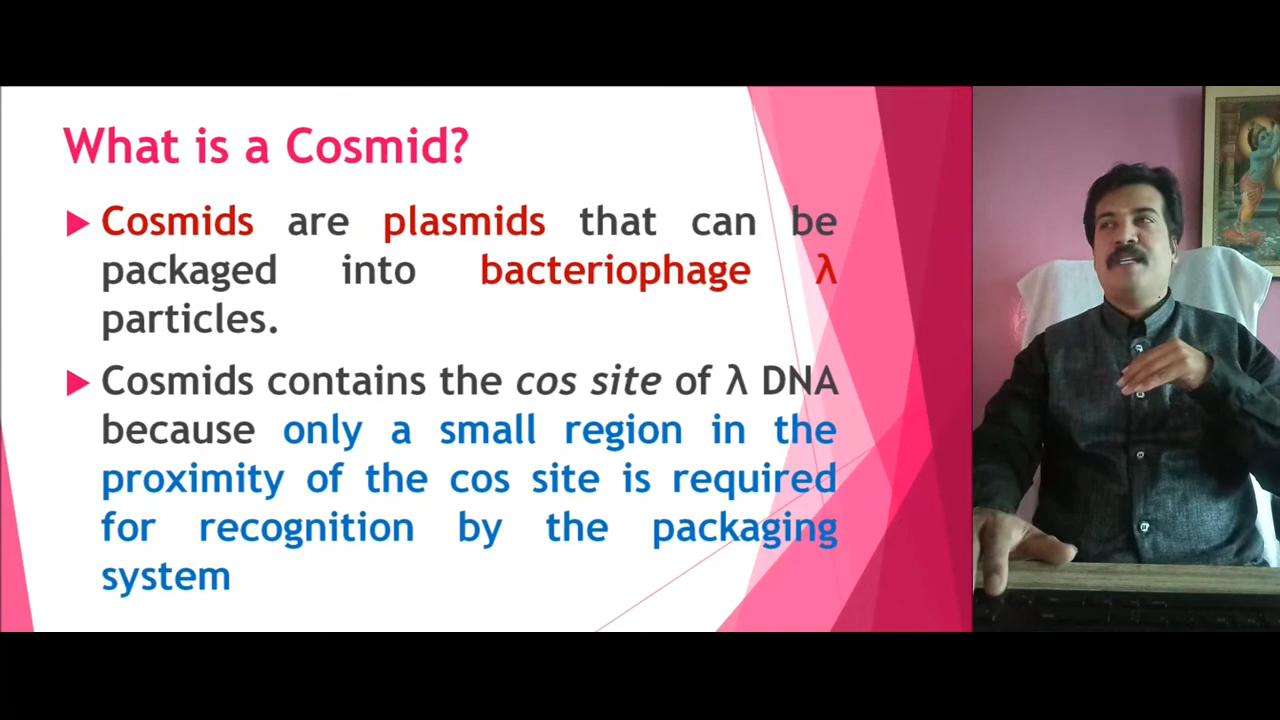 What is a Cosmid?
Cosmids are plasmids that can be
packaged into bacteriophage λ
particles.
Cosmids contains the cos site of λ DNA
because only a small region in the
proximity of the cos site is required
for recognition by the packaging
system